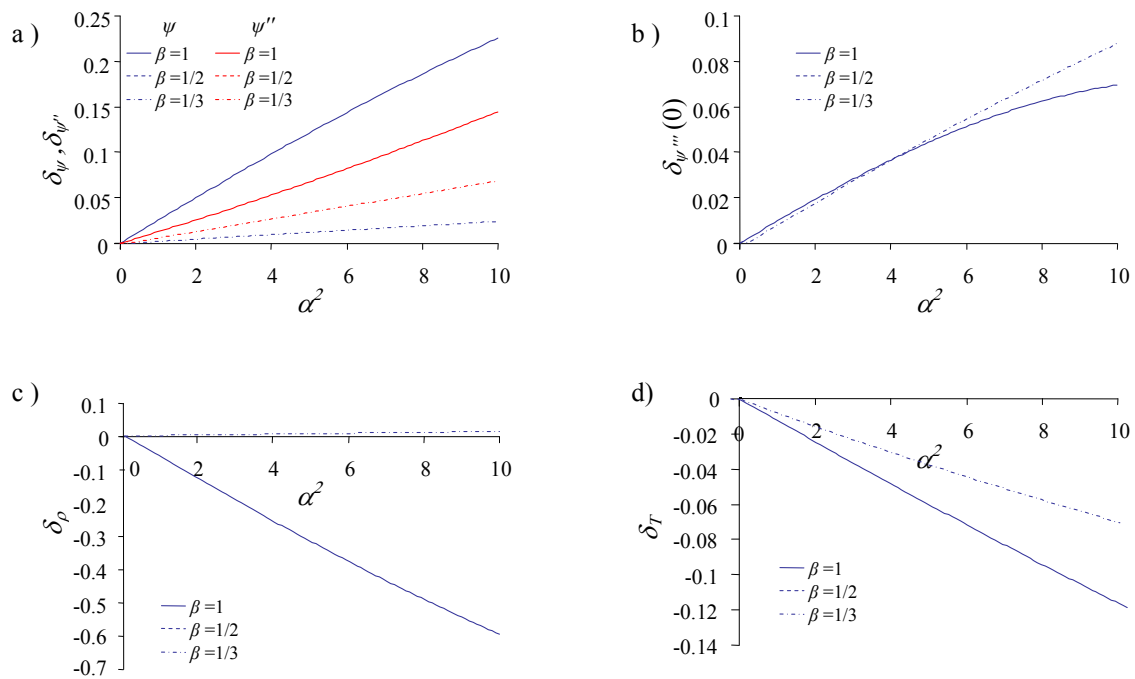 a )
ψ ψ''
β =1 β =1
β =1/2 β =1/2
β =1/3 β =1/3
0.25
0.2
0.15
0.1
0.05
0
δψ,δψ''
0 2 4 6 8 10
α²
b )
β =1
β =1/2
β =1/3
0.1
0.08
0.06
0.04
0.02
0
δψ'''(0)
0 2 4 6 8 10
α²
c )
0.1
0
-0.1
-0.2
-0.3
-0.4
-0.5
-0.6
-0.7
δρ
0 2 4 6 8 10
α²
β =1
β =1/2
β =1/3
d )
0
-0.02
-0.04
-0.06
-0.08
-0.1
-0.12
-0.14
δT
0 2 4 6 8 10
α²
β =1
β =1/2
β =1/3